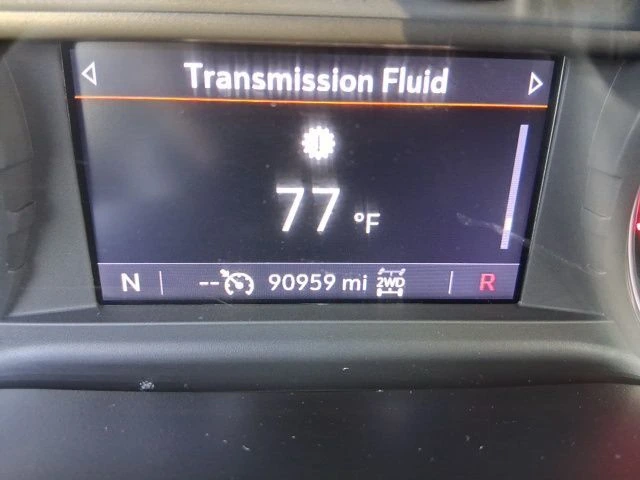 Transmission Fluid
77 °F
N -- 90959 mi 2WD R